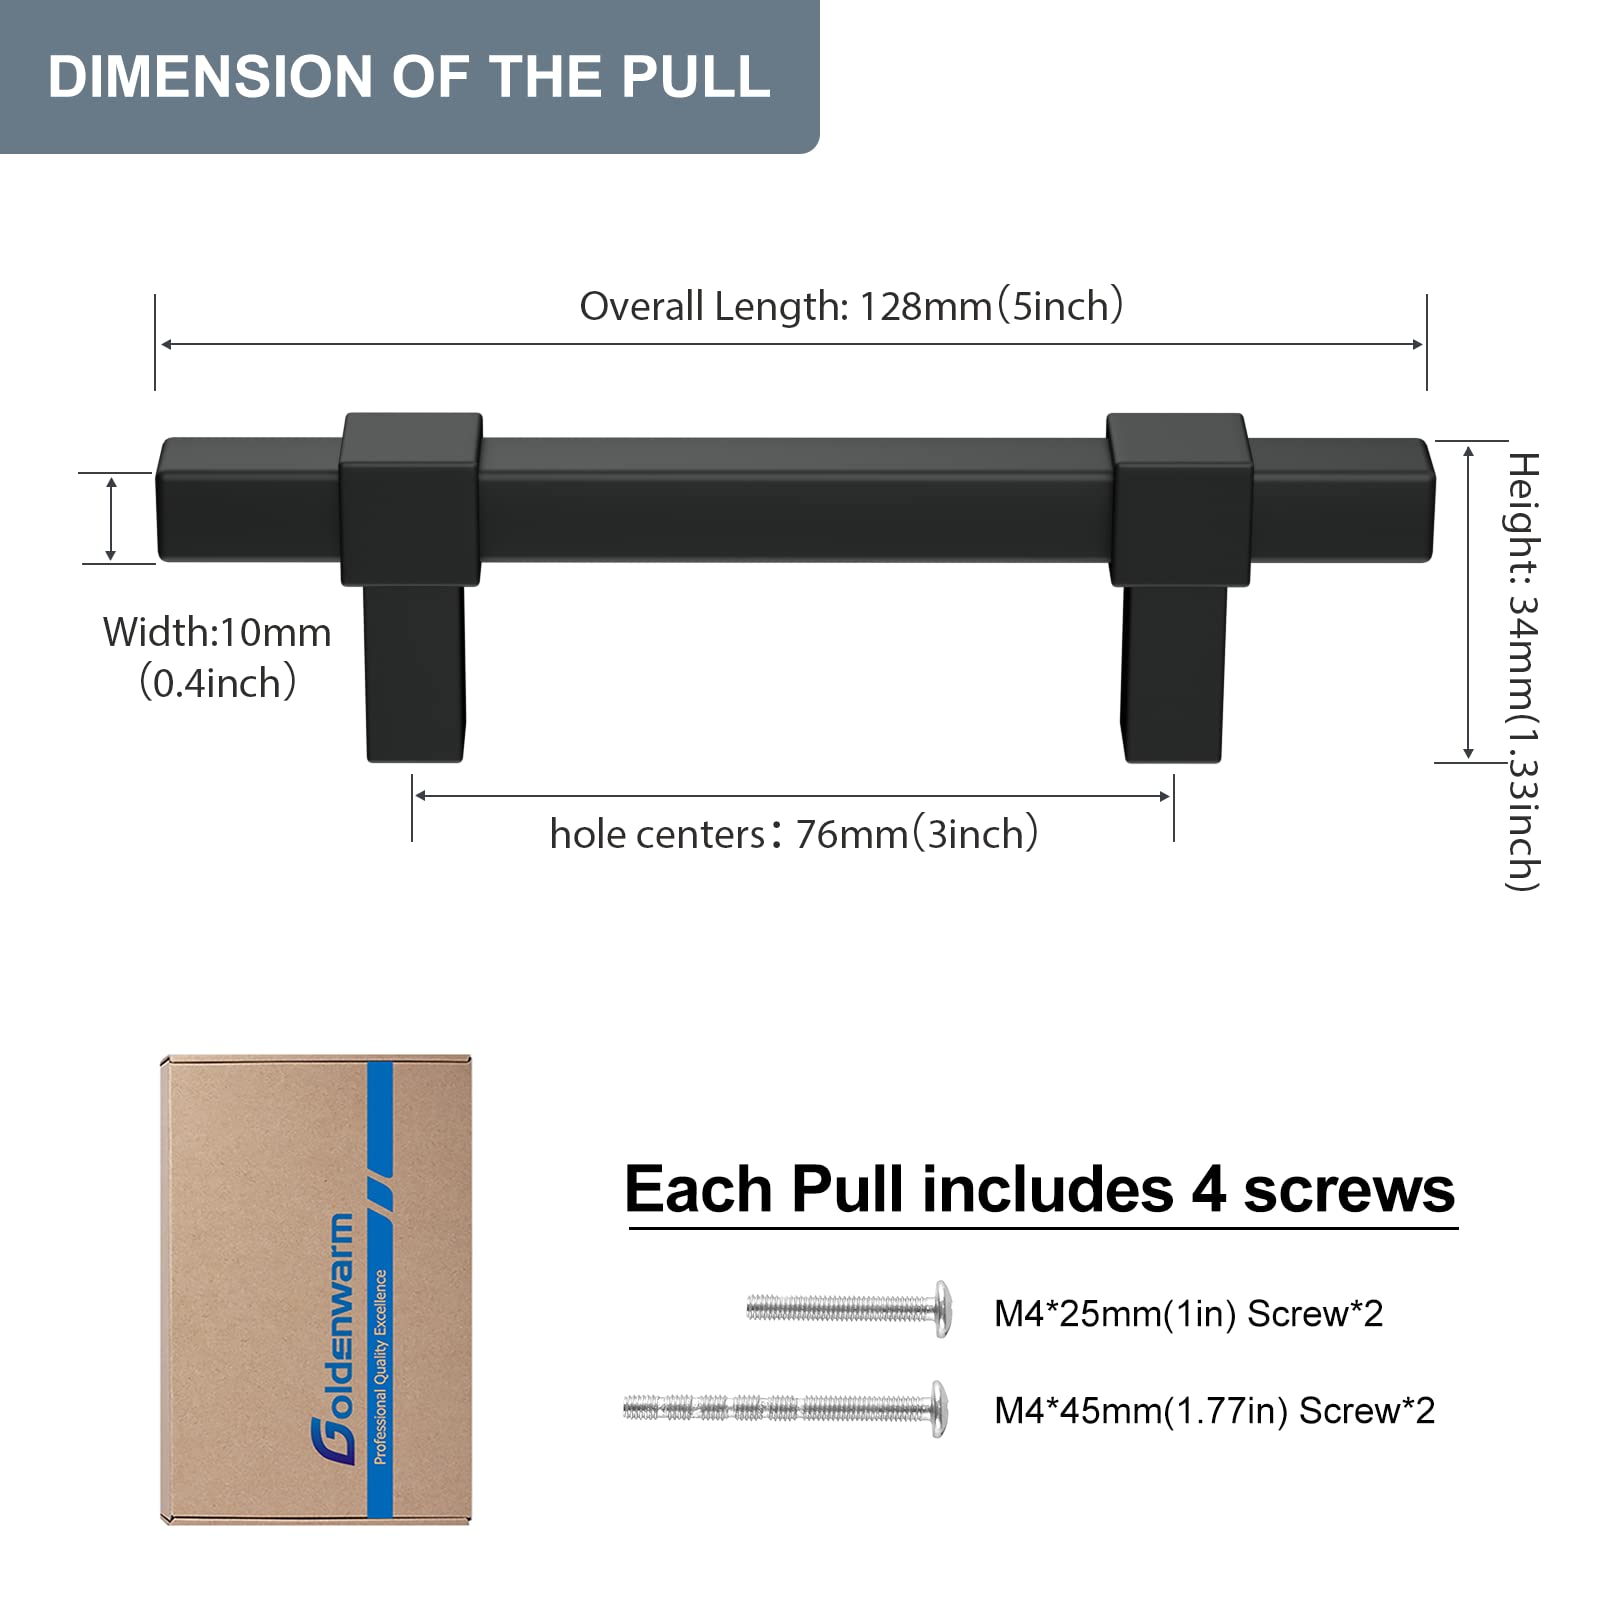 DIMENSION OF THE PULL
Overall Length: 128mm(5inch)
Width:10mm
(0.4inch)
Height: 34mm(1.33inch)
hole centers: 76mm(3inch)
Goldenwarm
Professional Quality Excellence
Each Pull includes 4 screws
M4*25mm(1in) Screw*2
M4*45mm(1.77in) Screw*2